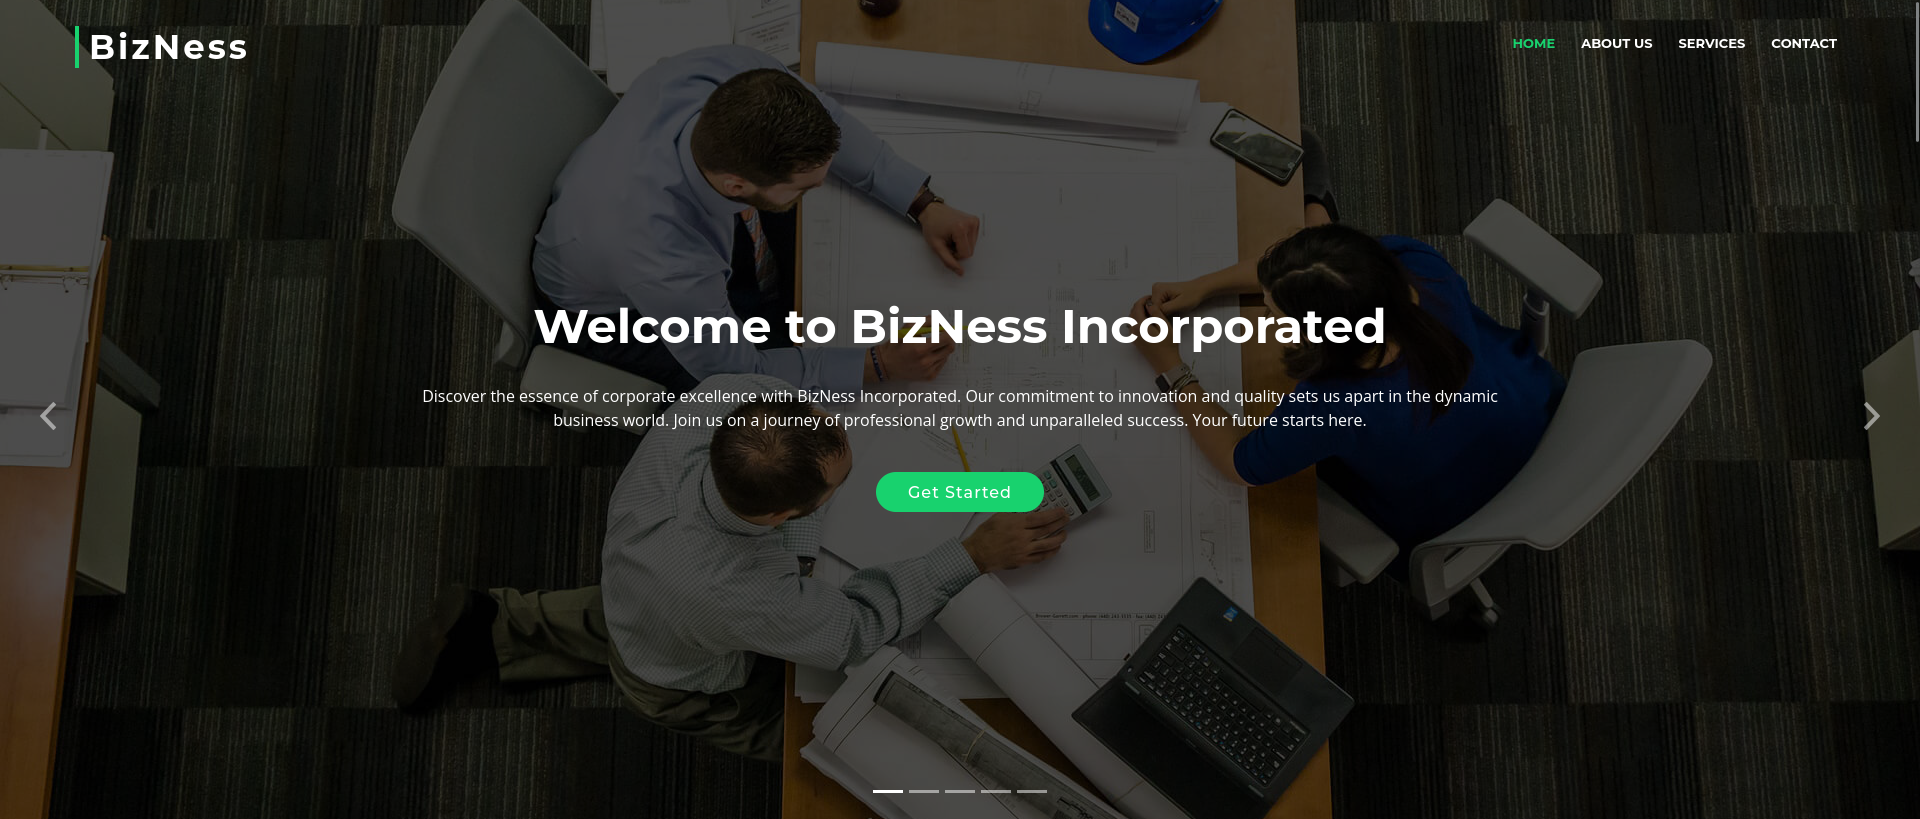 BizNess
HOME ABOUT US SERVICES CONTACT
Welcome to BizNess Incorporated
Discover the essence of corporate excellence with BizNess Incorporated. Our commitment to innovation and quality sets us apart in the dynamic
business world. Join us on a journey of professional growth and unparalleled success. Your future starts here.
Get Started